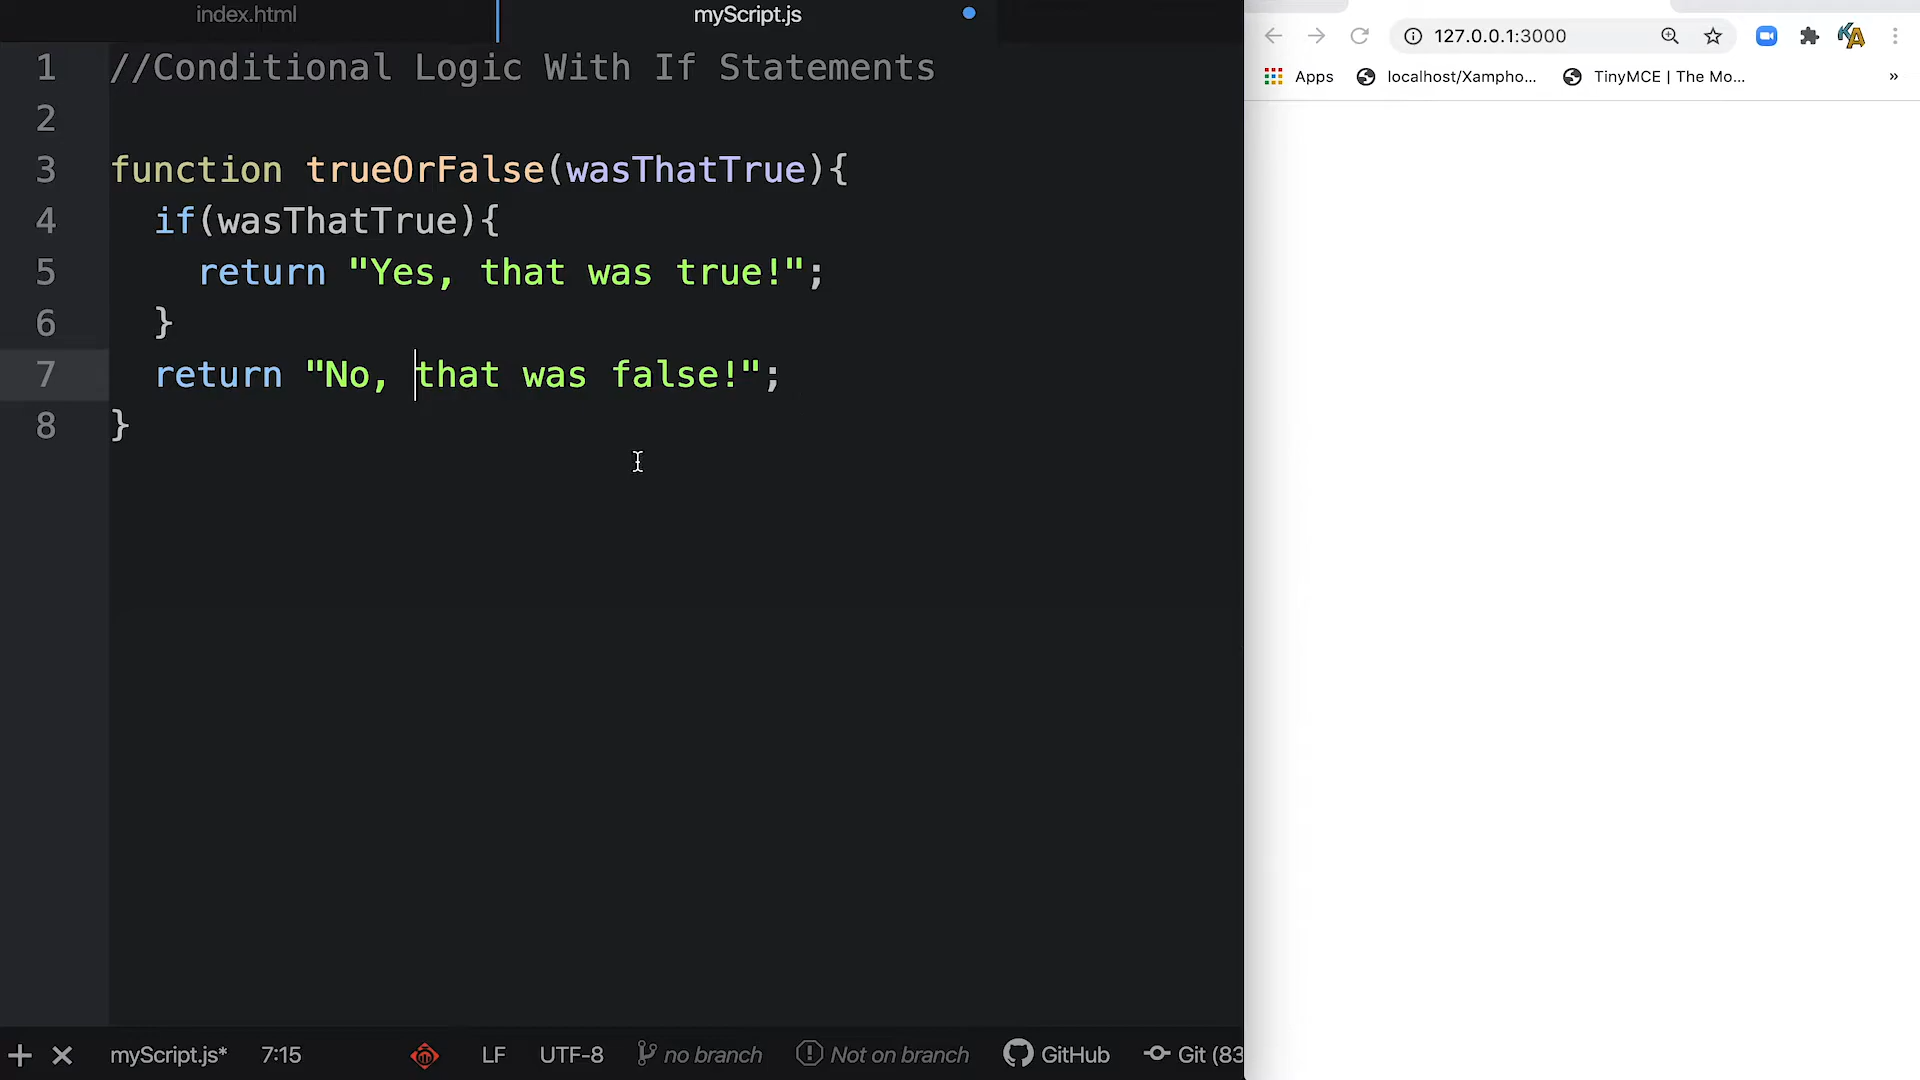 index.html
myScript.js
1 //Conditional Logic With If Statements
2
3 function trueOrFalse(wasThatTrue){
4 if(wasThatTrue){
5 return "Yes, that was true!";
6 }
7 return "No, that was false!";
8 }
myScript.js* 7:15 LF UTF-8 no branch Not on branch GitHub Git (83
127.0.0.1:3000
Apps localhost/Xampho... TinyMCE | The Mo... »